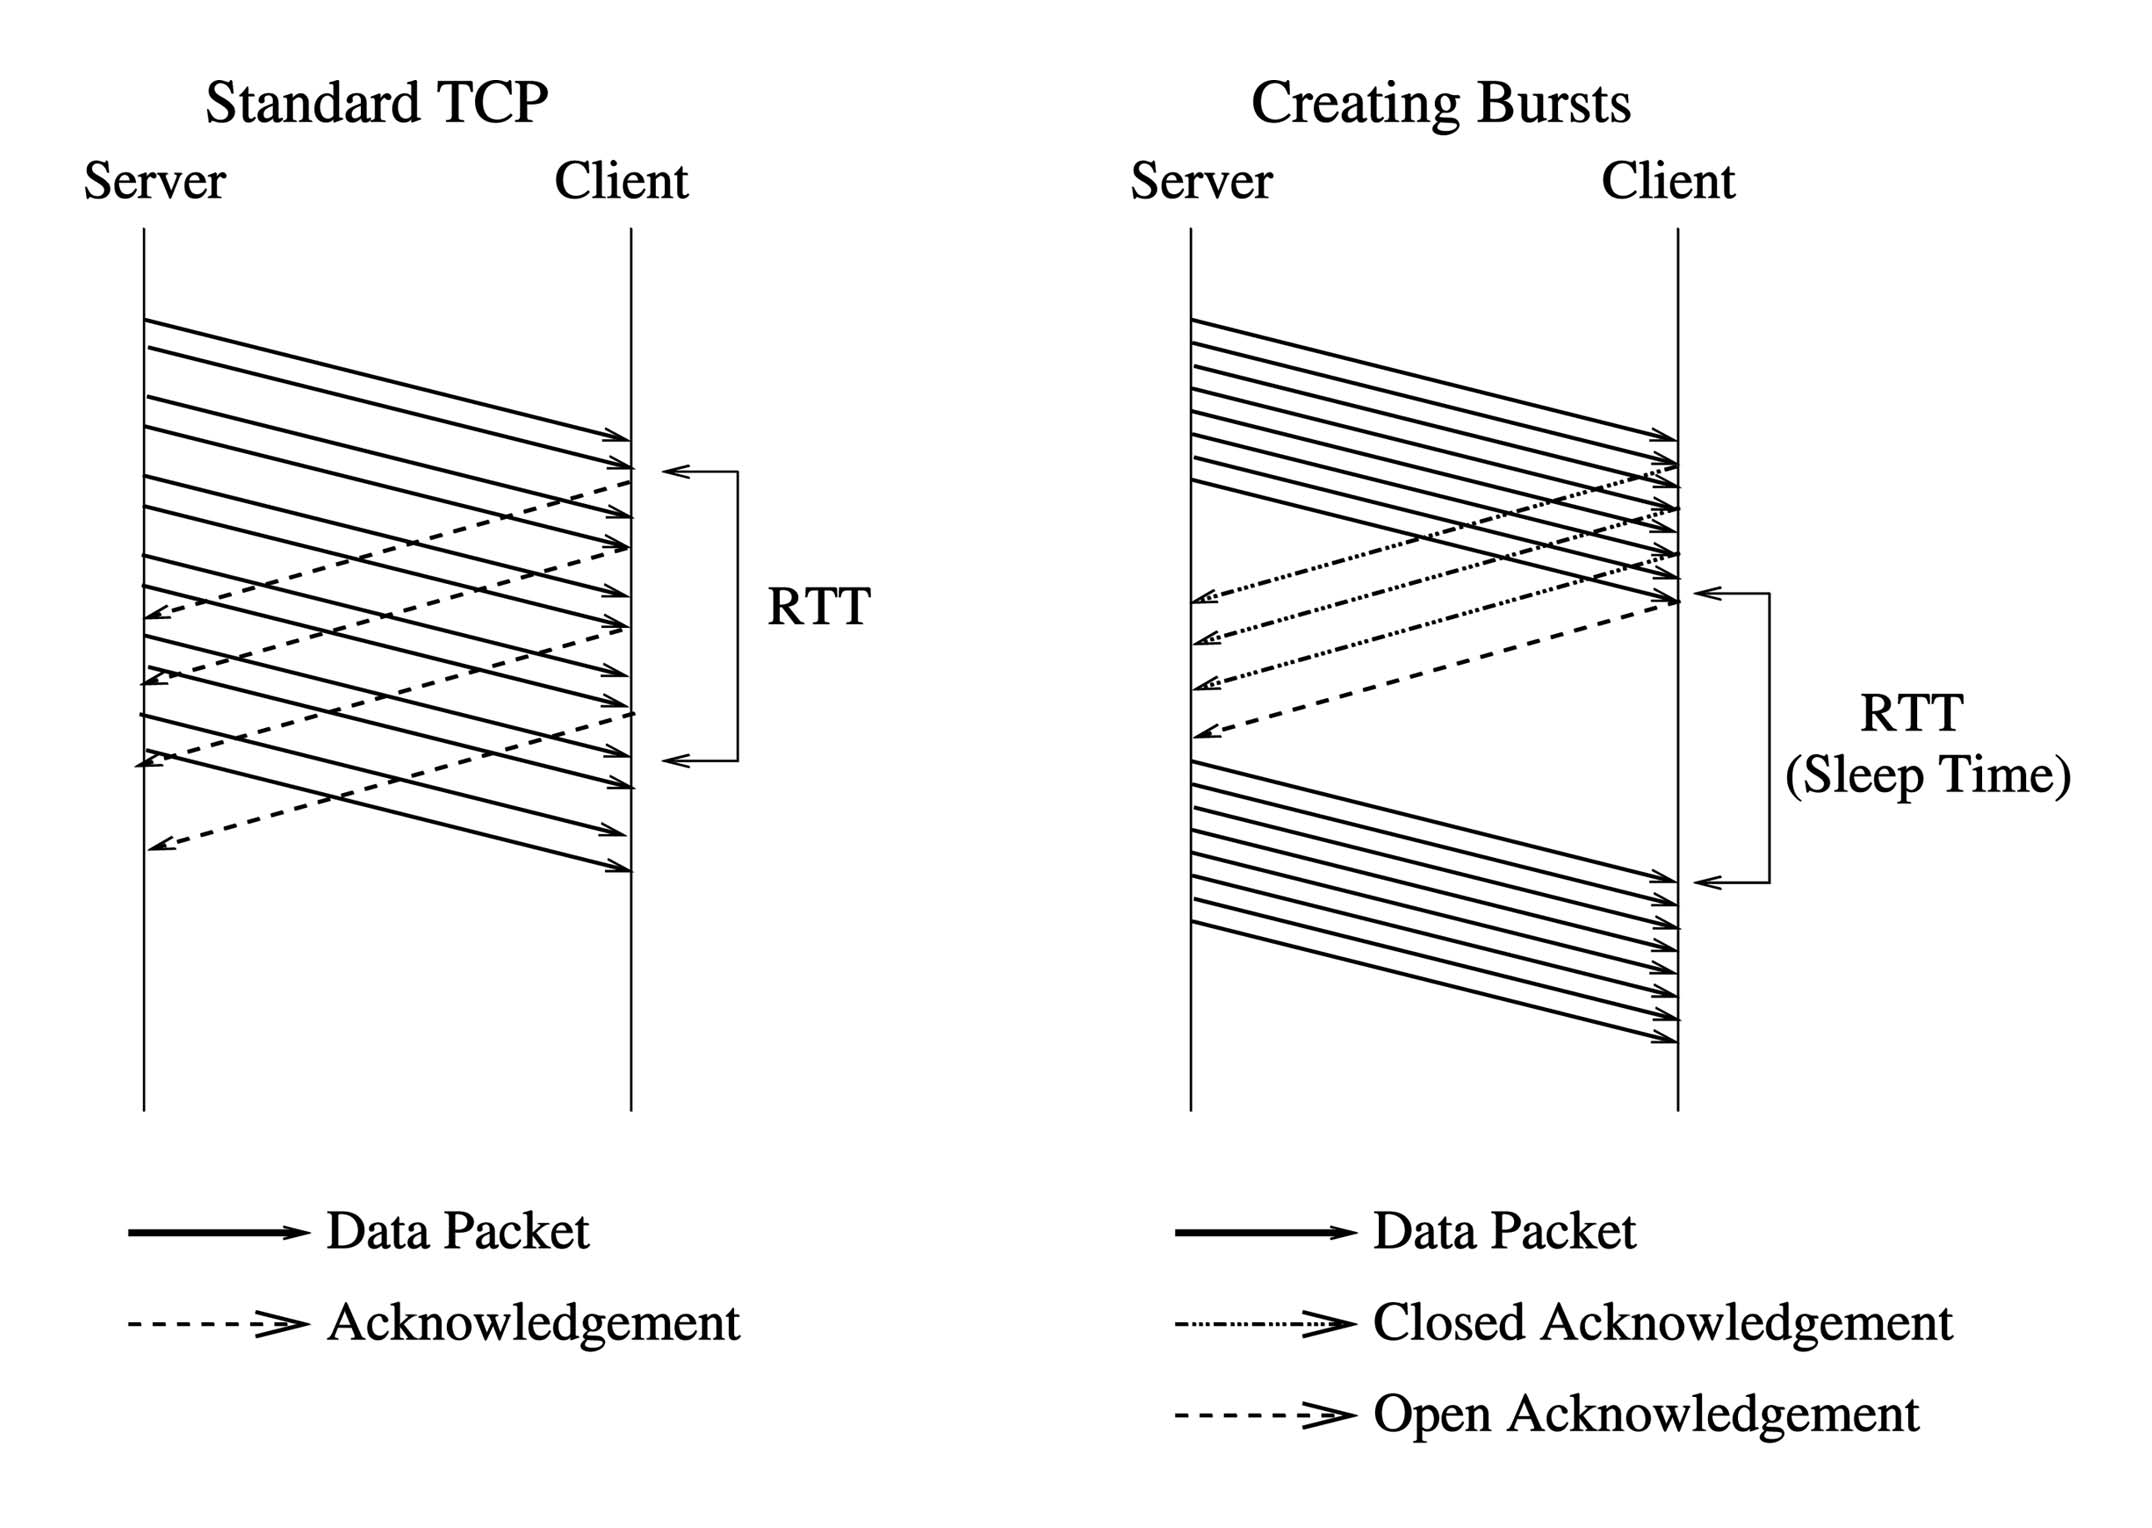 Standard TCP
Server
Client
RTT
Data Packet
Acknowledgement
Creating Bursts
Server
Client
RTT
(Sleep Time)
Data Packet
Closed Acknowledgement
Open Acknowledgement